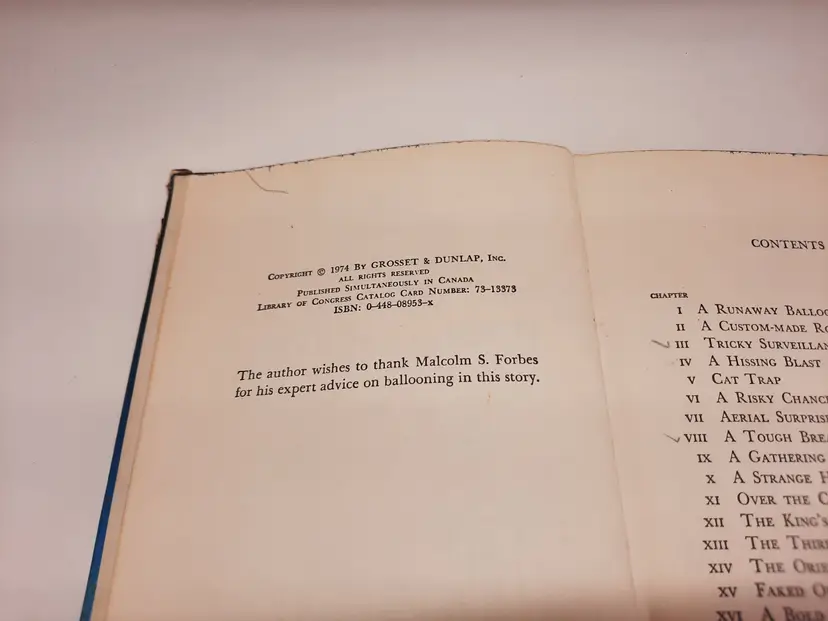 COPYRIGHT © 1974 BY GROSSET & DUNLAP, INC.
ALL RIGHTS RESERVED
PUBLISHED SIMULTANEOUSLY IN CANADA
LIBRARY OF CONGRESS CATALOG CARD NUMBER: 73-13373
ISBN: 0-448-08953-X
The author wishes to thank Malcolm S. Forbes
for his expert advice on ballooning in this story.
CONTENTS
CHAPTER
I A RUNAWAY
II A CUSTOM-MADE
III TRICKY
IV A HISSING BLAST
V CAT TRAP
VI A RISKY
VII AERIAL
VIII A TOUGH
IX A GATHERING
X A STRANGE
XI OVER THE
XII THE KING'S
XIII THE
XIV THE
XV FAKED
XVI A BOLD